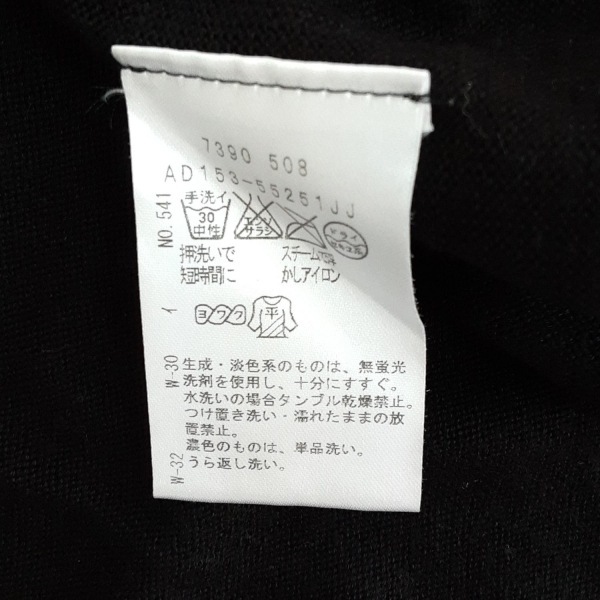 7390 508
AD153-55251JJ
NO.541
手洗イ
30
中性
エンソ
サラシ
ドライ
セキユ系
押洗いで
短時間に
スチームで浮
かしアイロン
イ
ヨワク
平
W-30
生成・淡色系のものは、無蛍光
洗剤を使用し、十分にすすぐ。
水洗いの場合タンブル乾燥禁止。
つけ置き洗い・濡れたままの放
置禁止。
濃色のものは、単品洗い。
W-32
うら返し洗い。